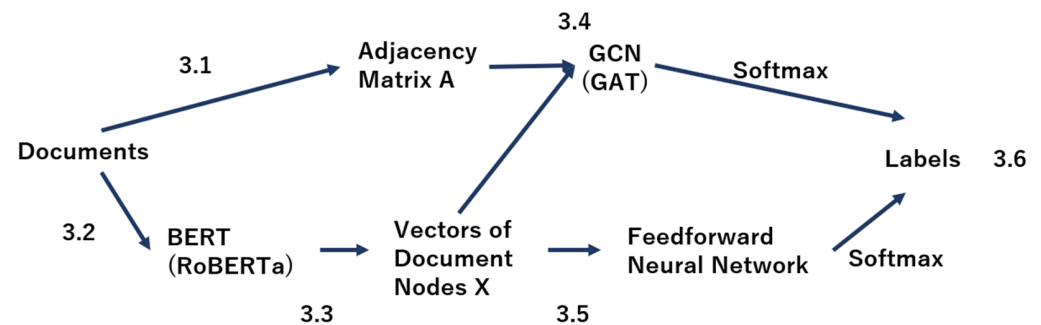 3.4
3.1
Adjacency
Matrix A
GCN
(GAT)
Softmax
Documents
Labels
3.6
3.2
BERT
(RoBERTa)
Vectors of
Document
Nodes X
Feedforward
Neural Network
Softmax
3.3
3.5